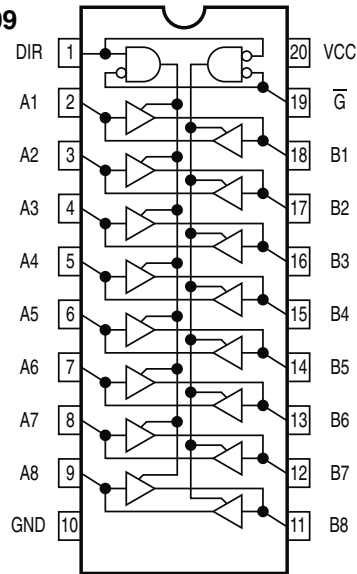 09
DIR 1 20 VCC
A1 2 19 G̅
A2 3 18 B1
A3 4 17 B2
A4 5 16 B3
A5 6 15 B4
A6 7 14 B5
A7 8 13 B6
A8 9 12 B7
GND 10 11 B8